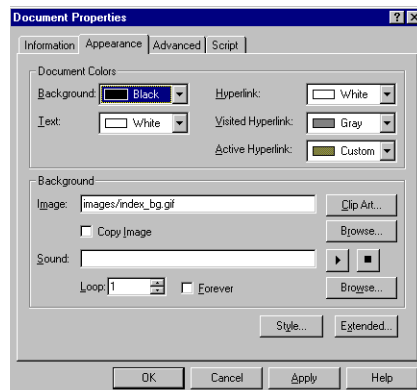 Document Properties
Information Appearance Advanced Script
Document Colors
Background: Black Hyperlink: White
Text: White Visited Hyperlink: Gray
Active Hyperlink: Custom
Background
Image: images/index_bg.gif Clip Art...
Copy Image Browse...
Sound:
Loop: 1 Forever Browse...
Style... Extended...
OK Cancel Apply Help